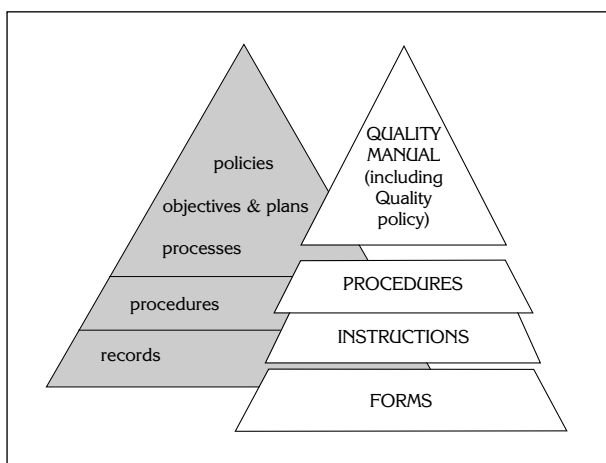 policies
objectives & plans
processes
procedures
records
QUALITY
MANUAL
(including
Quality
policy)
PROCEDURES
INSTRUCTIONS
FORMS